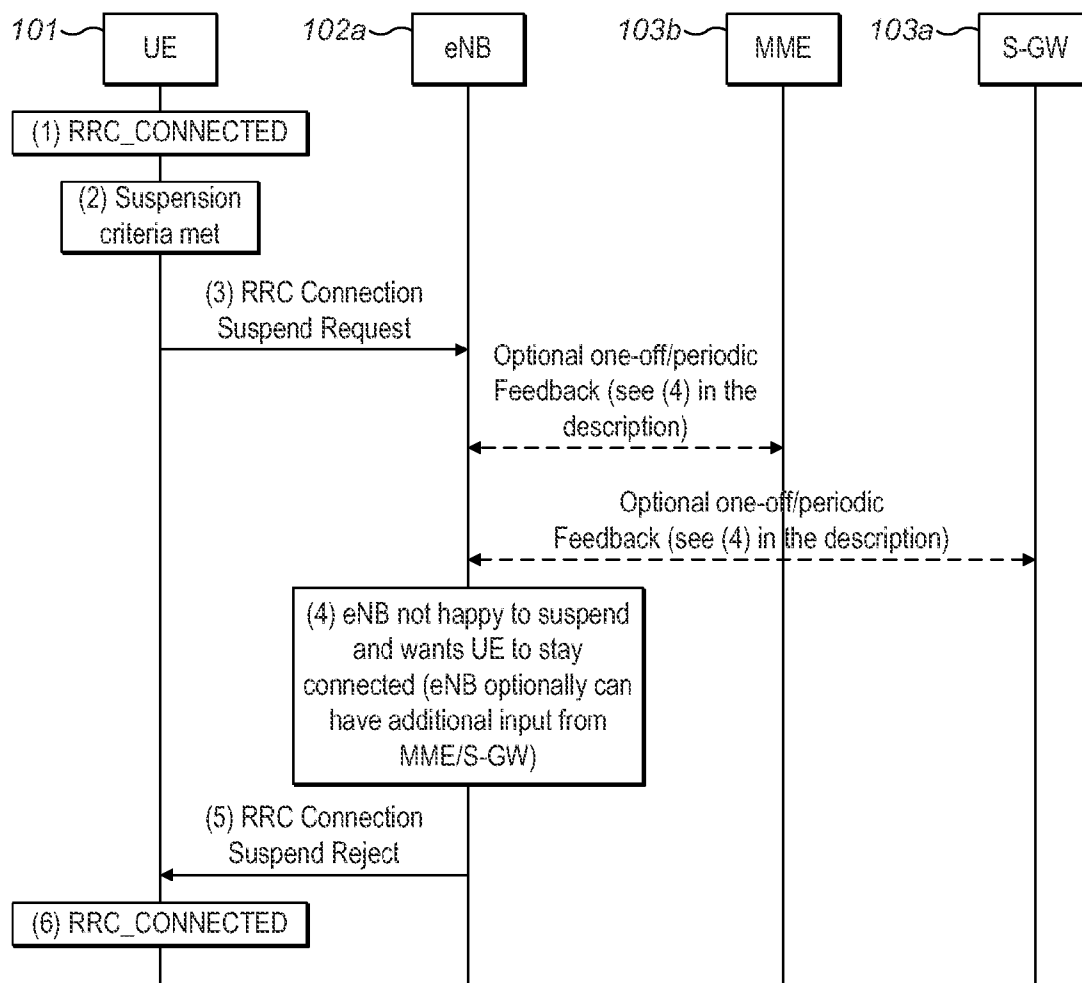 101
UE
102a
eNB
103b
MME
103a
S-GW
(1) RRC_CONNECTED
(2) Suspension
criteria met
(3) RRC Connection
Suspend Request
Optional one-off/periodic
Feedback (see (4) in the
description)
Optional one-off/periodic
Feedback (see (4) in the description)
(4) eNB not happy to suspend
and wants UE to stay
connected (eNB optionally can
have additional input from
MME/S-GW)
(5) RRC Connection
Suspend Reject
(6) RRC_CONNECTED